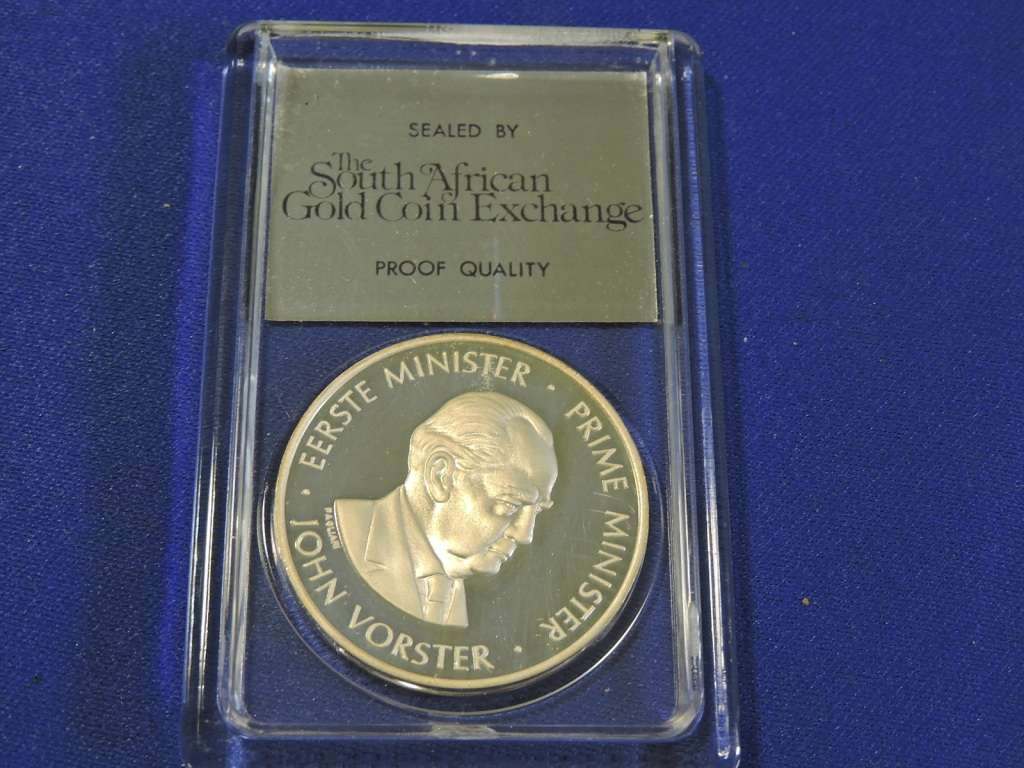 SEALED BY
The
South African
Gold Coin Exchange
PROOF QUALITY
JOHN VORSTER · EERSTE MINISTER · PRIME MINISTER ·